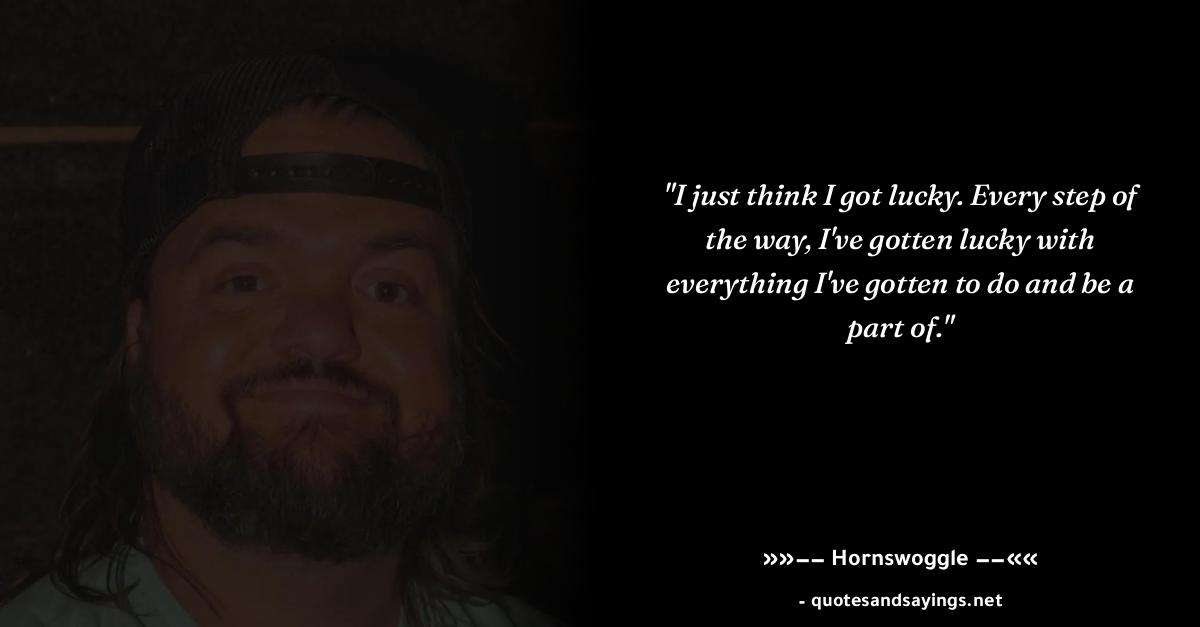 "I just think I got lucky. Every step of
the way, I've gotten lucky with
everything I've gotten to do and be a
part of."
»»−− Hornswoggle −−««
- quotesandsayings.net